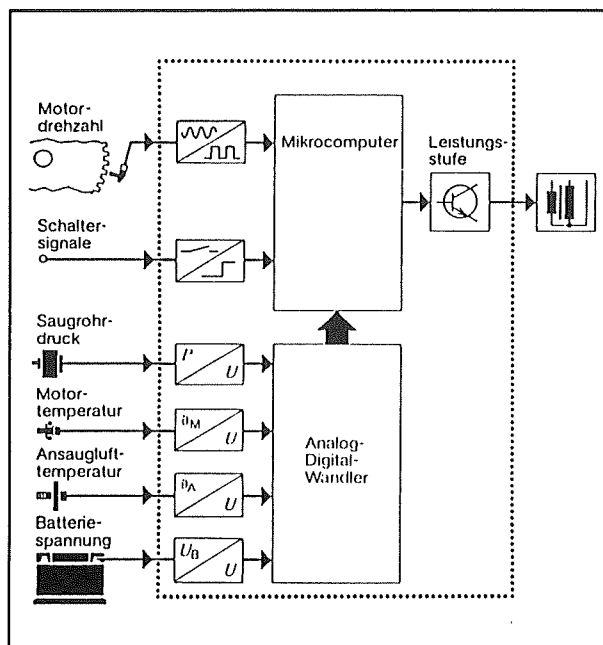 Motor-
drehzahl
Mikrocomputer
Leistungs-
stufe
Schalter-
signale
Saugrohr-
druck
P
U
Motor-
temperatur
ϑM
U
Ansaugluft-
temperatur
ϑA
U
Analog-
Digital-
Wandler
Batterie-
spannung
UB
U